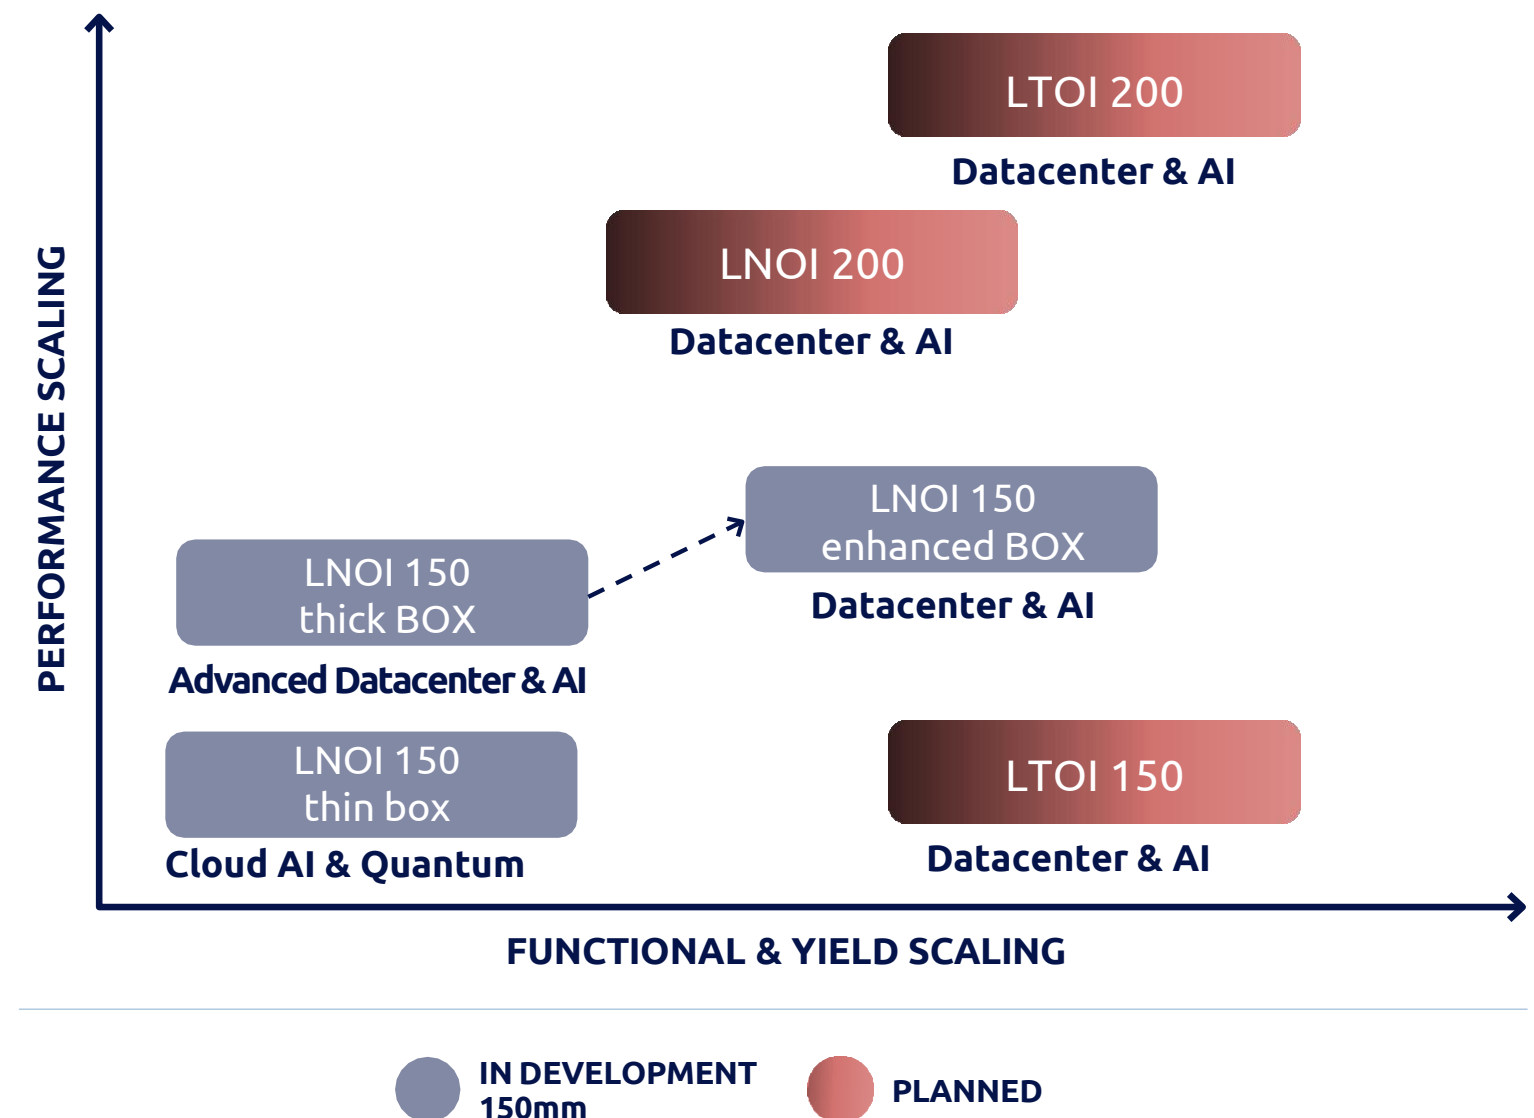 LTOI 200
Datacenter & AI
LNOI 200
Datacenter & AI
PERFORMANCE SCALING
LNOI 150
enhanced BOX
Datacenter & AI
LNOI 150
thick BOX
Advanced Datacenter & AI
LNOI 150
thin box
Cloud AI & Quantum
LTOI 150
Datacenter & AI
FUNCTIONAL & YIELD SCALING
IN DEVELOPMENT
150mm
PLANNED